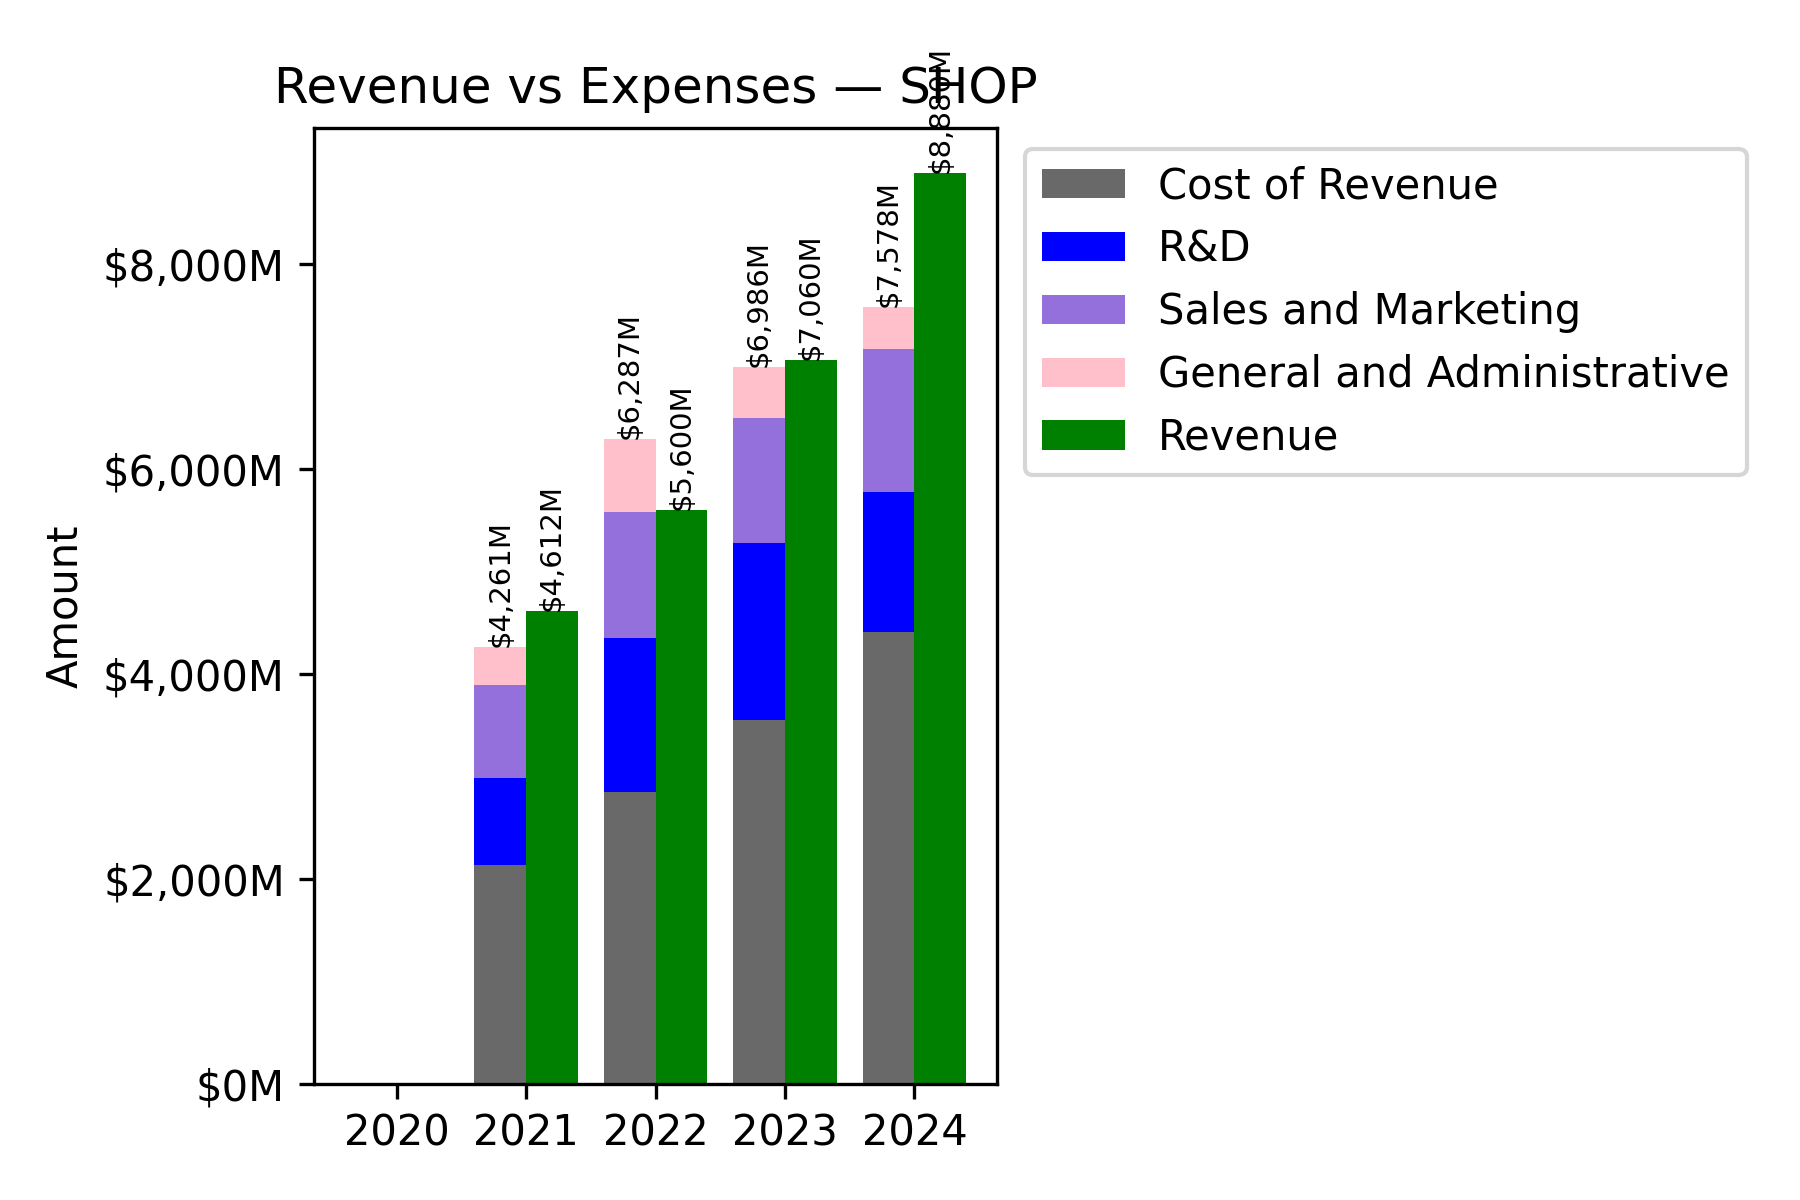 Revenue vs Expenses — SHOP
Amount
$8,000M
$6,000M
$4,000M
$2,000M
$0M
$4,261M
$4,612M
$6,287M
$5,600M
$6,986M
$7,060M
$7,578M
$8,880M
2020 2021 2022 2023 2024
Cost of Revenue
R&D
Sales and Marketing
General and Administrative
Revenue